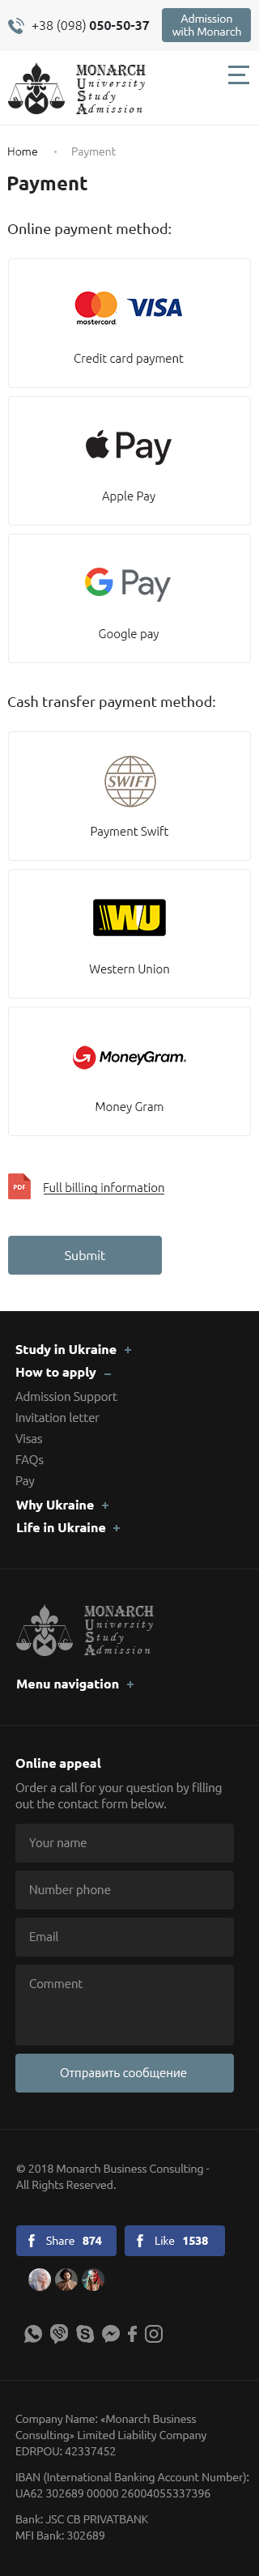 +38 (098) 050-50-37
Admission
with Monarch
MONARCH
Usa
Study
Admission
Home
Payment
Payment
Online payment method:
mastercard
VISA
Credit card payment
Pay
Apple Pay
G Pay
Google pay
Cash transfer payment method:
SWIFT
Payment Swift
WU
Western Union
MoneyGram.
Money Gram
PDF
Full billing information
Submit
Study in Ukraine +
How to apply –
Admission Support
Invitation letter
Visas
FAQs
Pay
Why Ukraine +
Life in Ukraine +
MONARCH
Study
Admission
Menu navigation +
Online appeal
Order a call for your question by filling
out the contact form below.
Your name
Number phone
Email
Comment
Отправить сообщение
© 2018 Monarch Business Consulting -
All Rights Reserved.
f Share 874
f Like 1538
Company Name: «Monarch Business
Consulting» Limited Liability Company
EDRPOU: 42337452
IBAN (International Banking Account Number):
UA62 302689 00000 26004055337396
Bank: JSC CB PRIVATBANK
MFI Bank: 302689